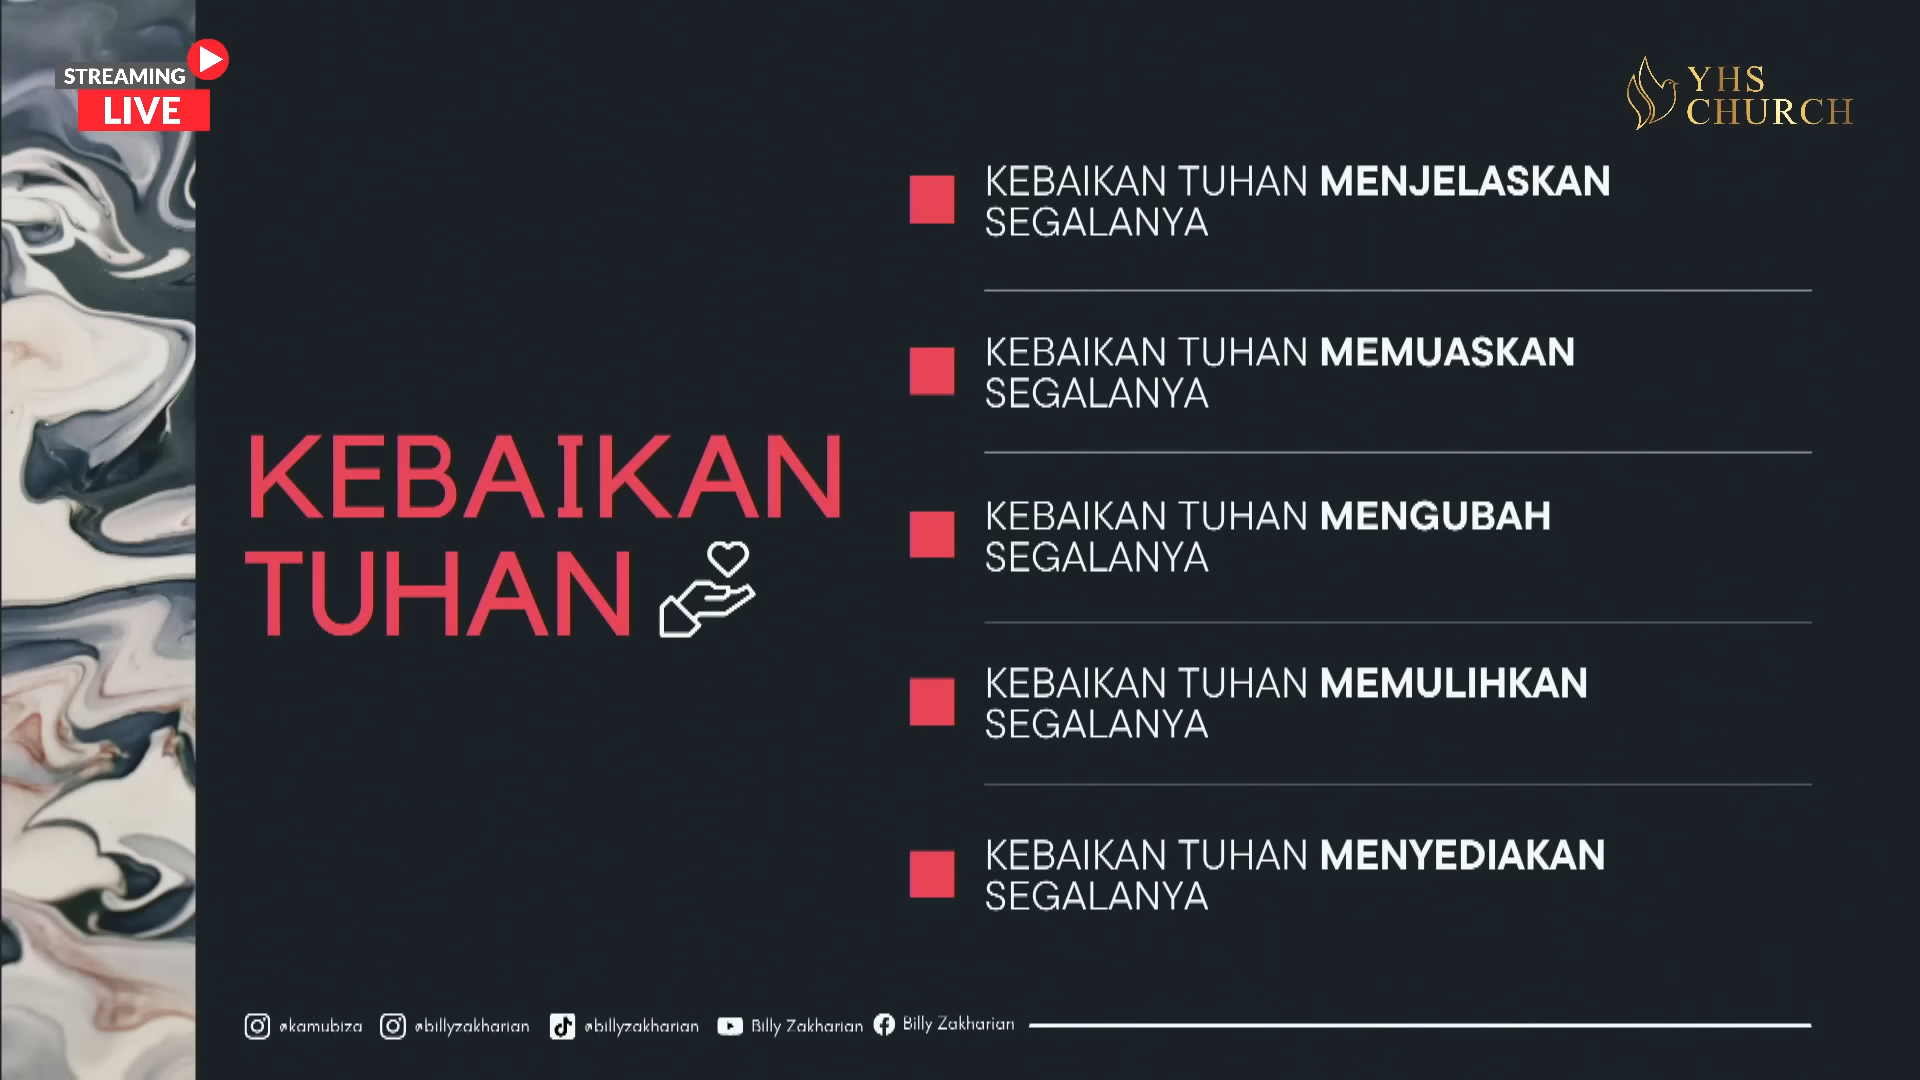 STREAMING
LIVE
YHS
CHURCH
KEBAIKAN
TUHAN
KEBAIKAN TUHAN MENJELASKAN
SEGALANYA
KEBAIKAN TUHAN MEMUASKAN
SEGALANYA
KEBAIKAN TUHAN MENGUBAH
SEGALANYA
KEBAIKAN TUHAN MEMULIHKAN
SEGALANYA
KEBAIKAN TUHAN MENYEDIAKAN
SEGALANYA
@kamubiza @billyzakharian @billyzakharian Billy Zakharian Billy Zakharian